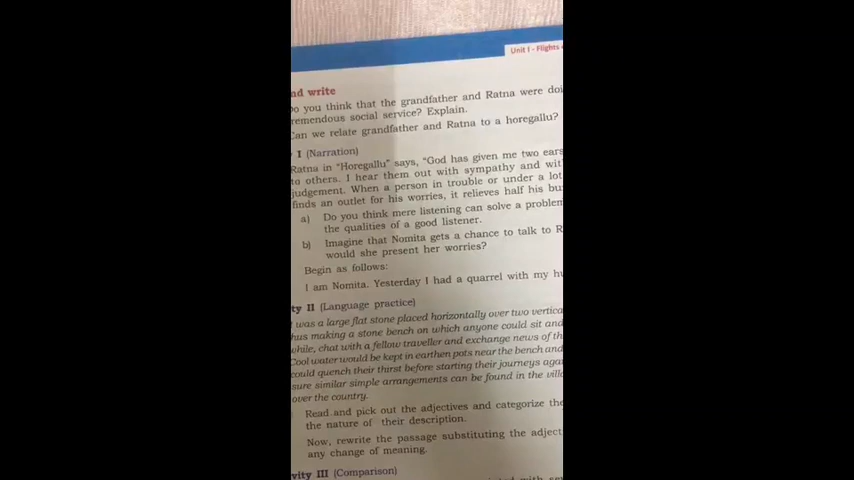 Unit I - Flights
nd write
o you think that the grandfather and Ratna were doi
remendous social service? Explain.
Can we relate grandfather and Ratna to a horegallu?
I (Narration)
Ratna in "Horegallu" says, "God has given me two ears
to others. I hear them out with sympathy and wit
judgement. When a person in trouble or under a lot
finds an outlet for his worries, it relieves half his bu
a) Do you think mere listening can solve a problem
the qualities of a good listener.
b) Imagine that Nomita gets a chance to talk to R
would she present her worries?
Begin as follows:
I am Nomita. Yesterday I had a quarrel with my hu
ty II (Language practice)
t was a large flat stone placed horizontally over two vertica
hus making a stone bench on which anyone could sit and
while, chat with a fellow traveller and exchange news of th
Cool water would be kept in earthen pots near the bench and
could quench their thirst before starting their journeys aga
sure similar simple arrangements can be found in the villa
over the country.
Read and pick out the adjectives and categorize the
the nature of their description.
Now, rewrite the passage substituting the adject
any change of meaning.
vity III (Comparison)